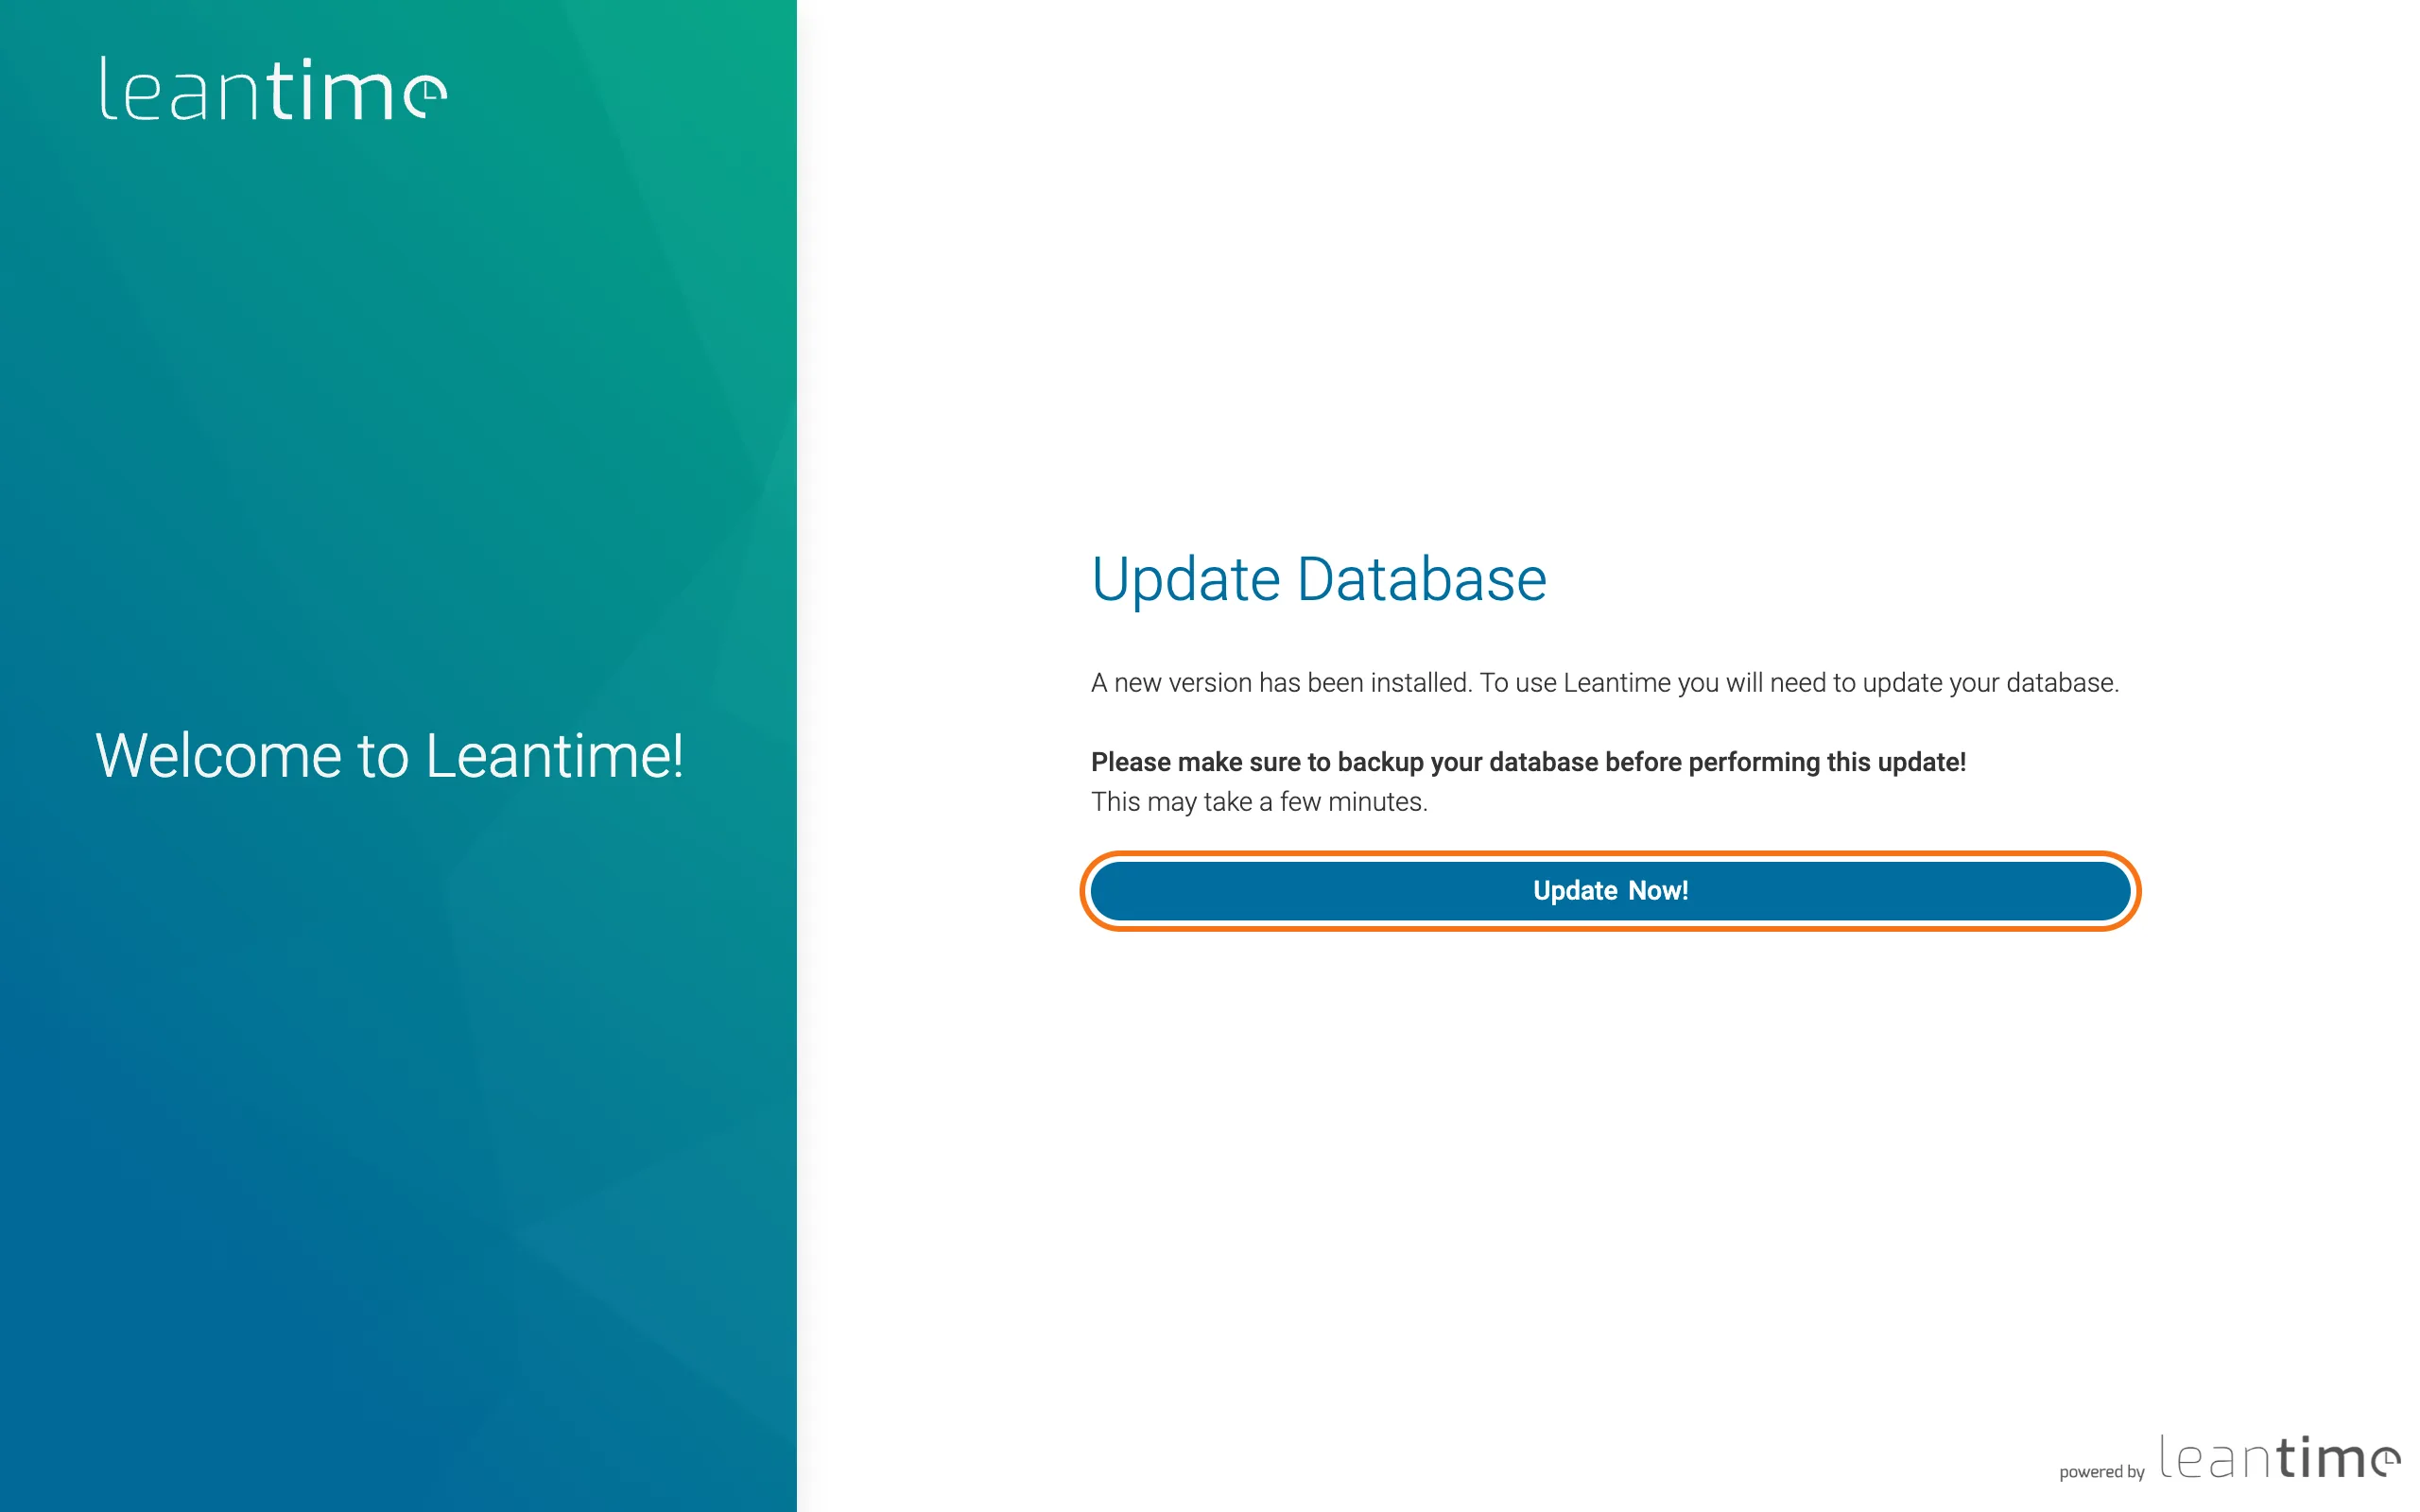 leantime
Welcome to Leantime!
Update Database
A new version has been installed. To use Leantime you will need to update your database.
Please make sure to backup your database before performing this update!
This may take a few minutes.
Update Now!
powered by leantime